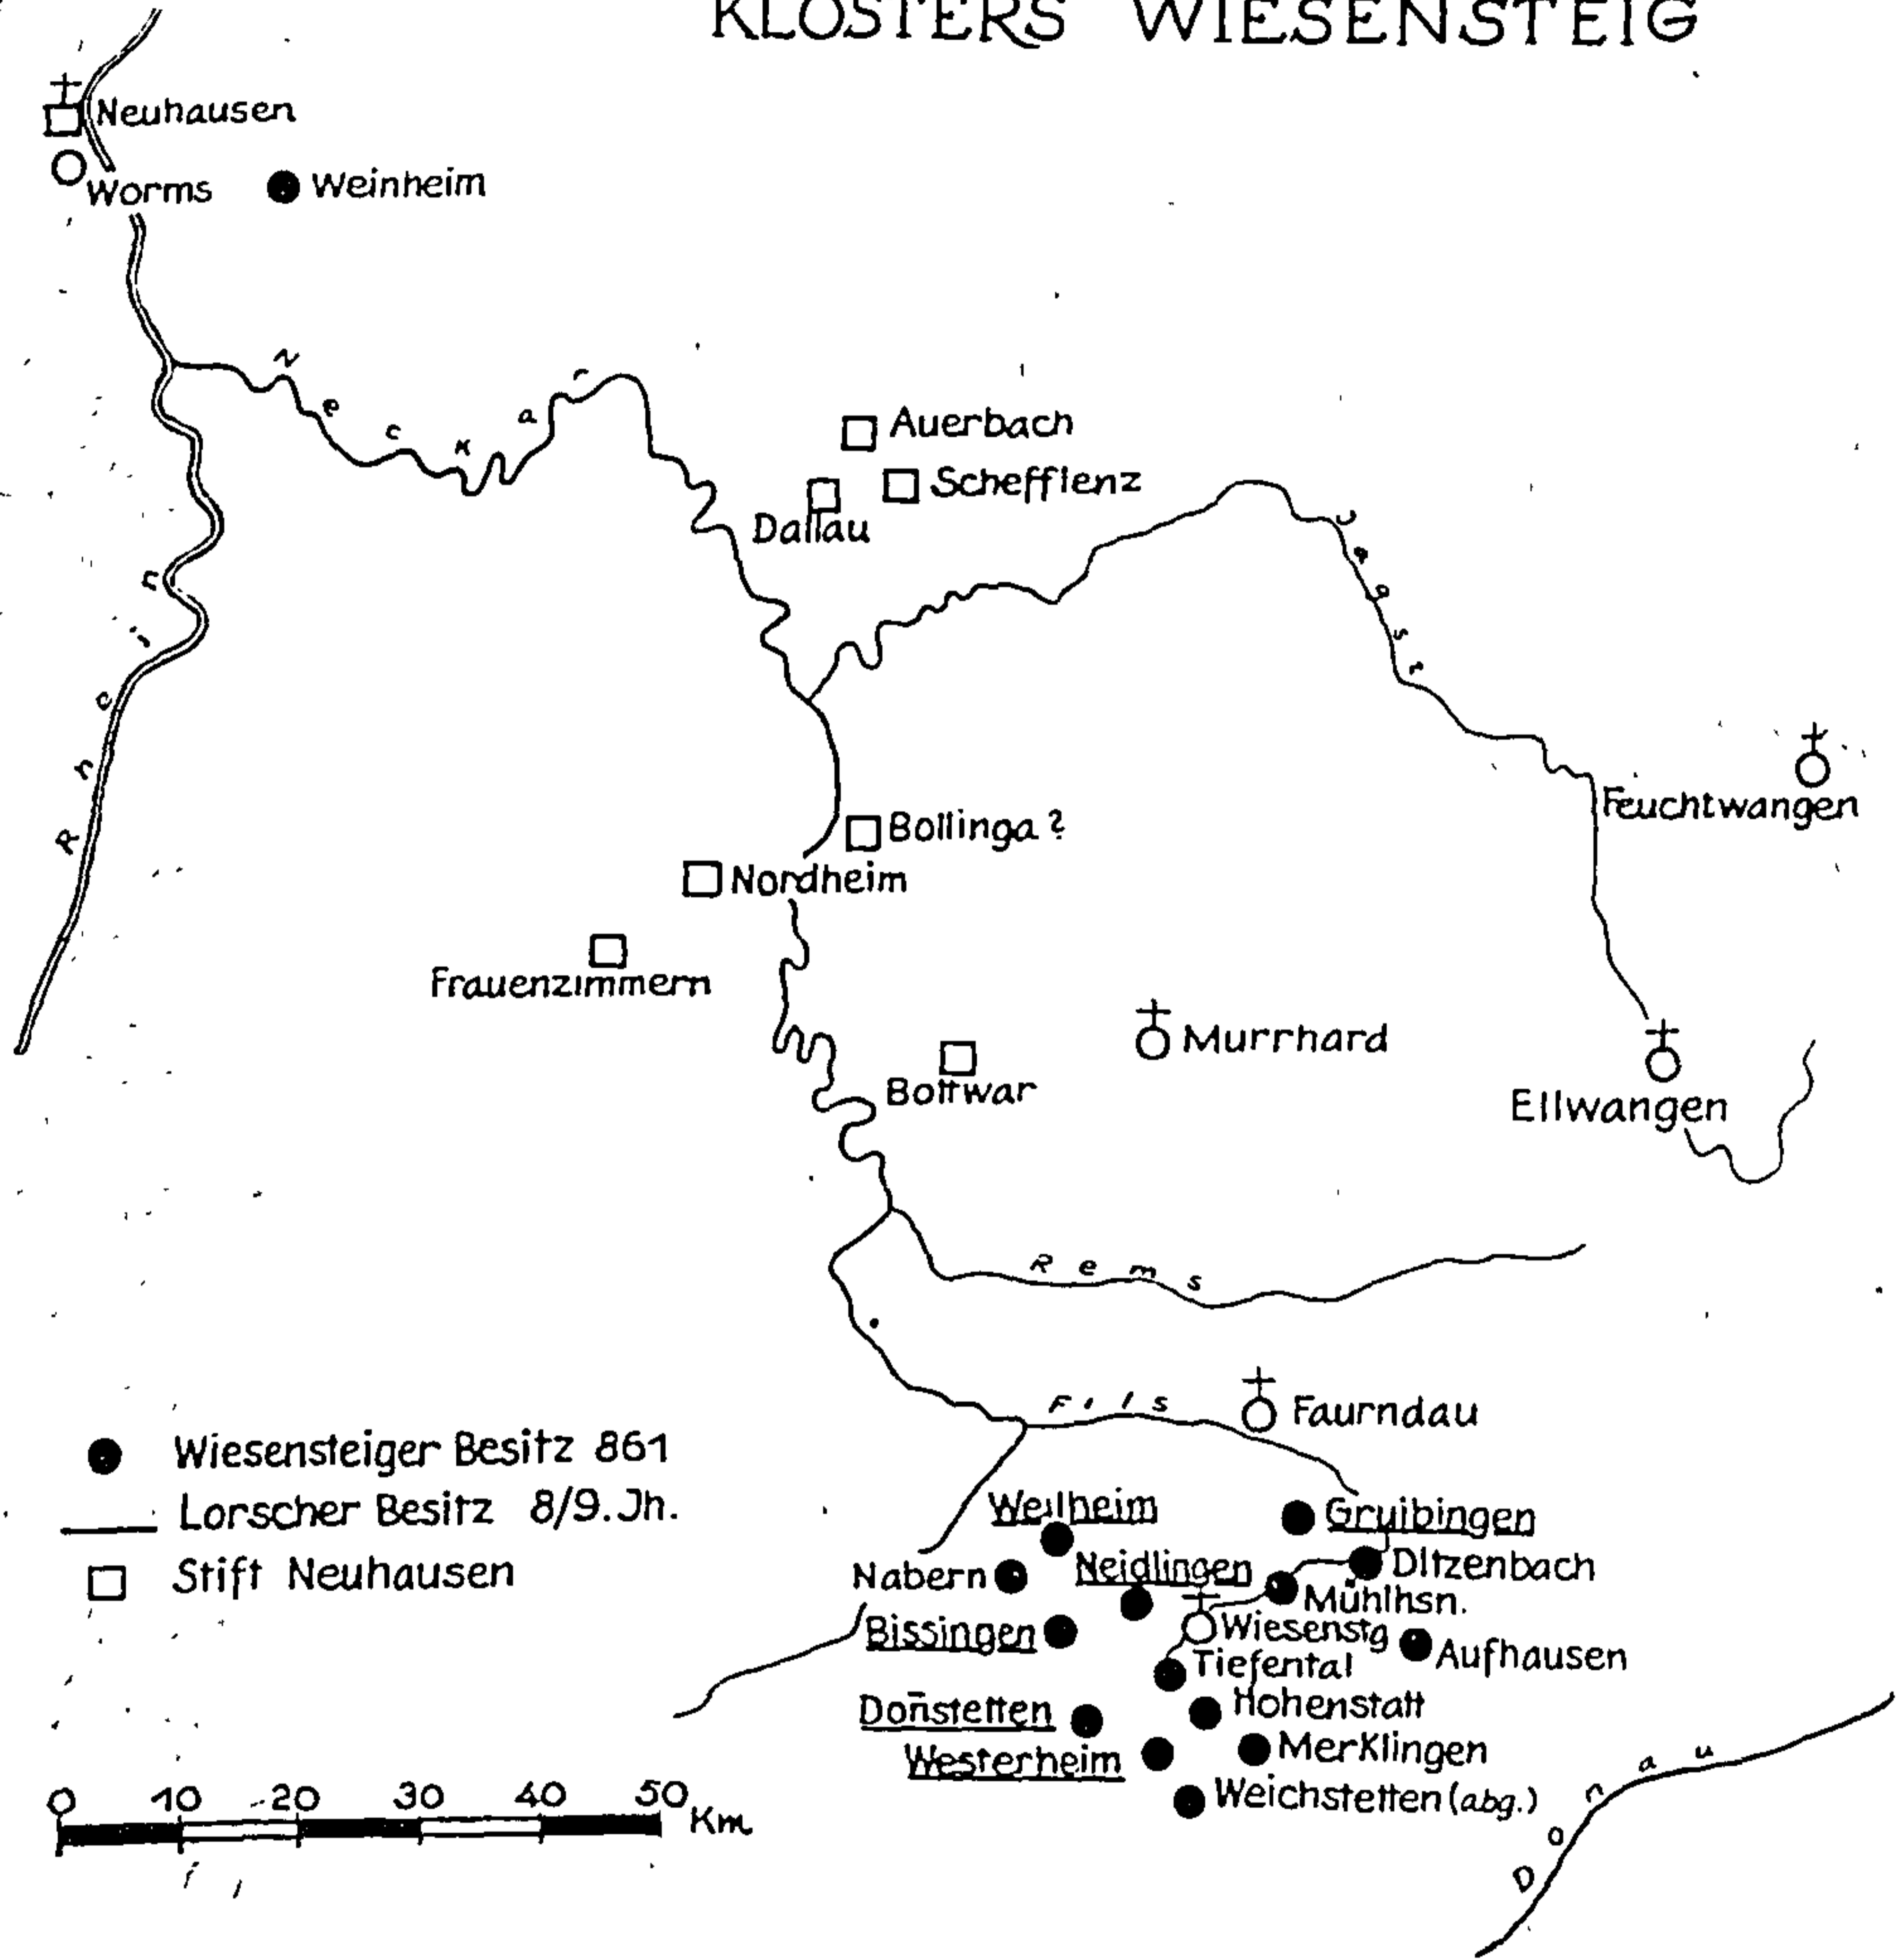 KLOSTERS WIESENSTEIG
Neuhausen
Worms
Weinheim
Neckar
Auerbach
Schefflenz
Dallau
Jagst
Rhein
Feuchtwangen
Bollinga?
Nordheim
Frauenzimmern
Murrhard
Bottwar
Ellwangen
Rems
Fils
Faurndau
Wiesensteiger Besitz 861
Lorscher Besitz 8/9.Jh.
Stift Neuhausen
Weilheim
Gruibingen
Nabern
Neidlingen
Ditzenbach
Mühlhsn.
Bissingen
Wiesenstg
Aufhausen
Tiefental
Hohenstatt
Don̄stetten
Westerheim
Merklingen
Weichstetten (abg.)
Donau
0 10 20 30 40 50 Km